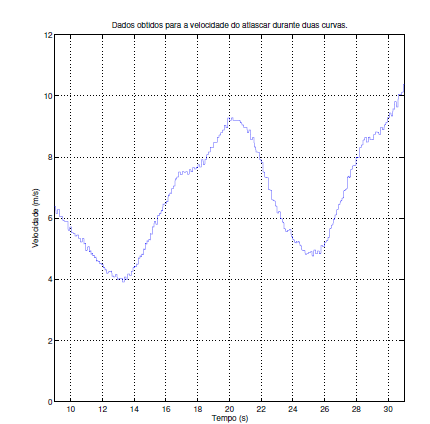 Dados obtidos para a velocidade do atlascar durante duas curvas.
12
10
8
6
4
2
0
Velocidade (m/s)
10 12 14 16 18 20 22 24 26 28 30
Tempo (s)